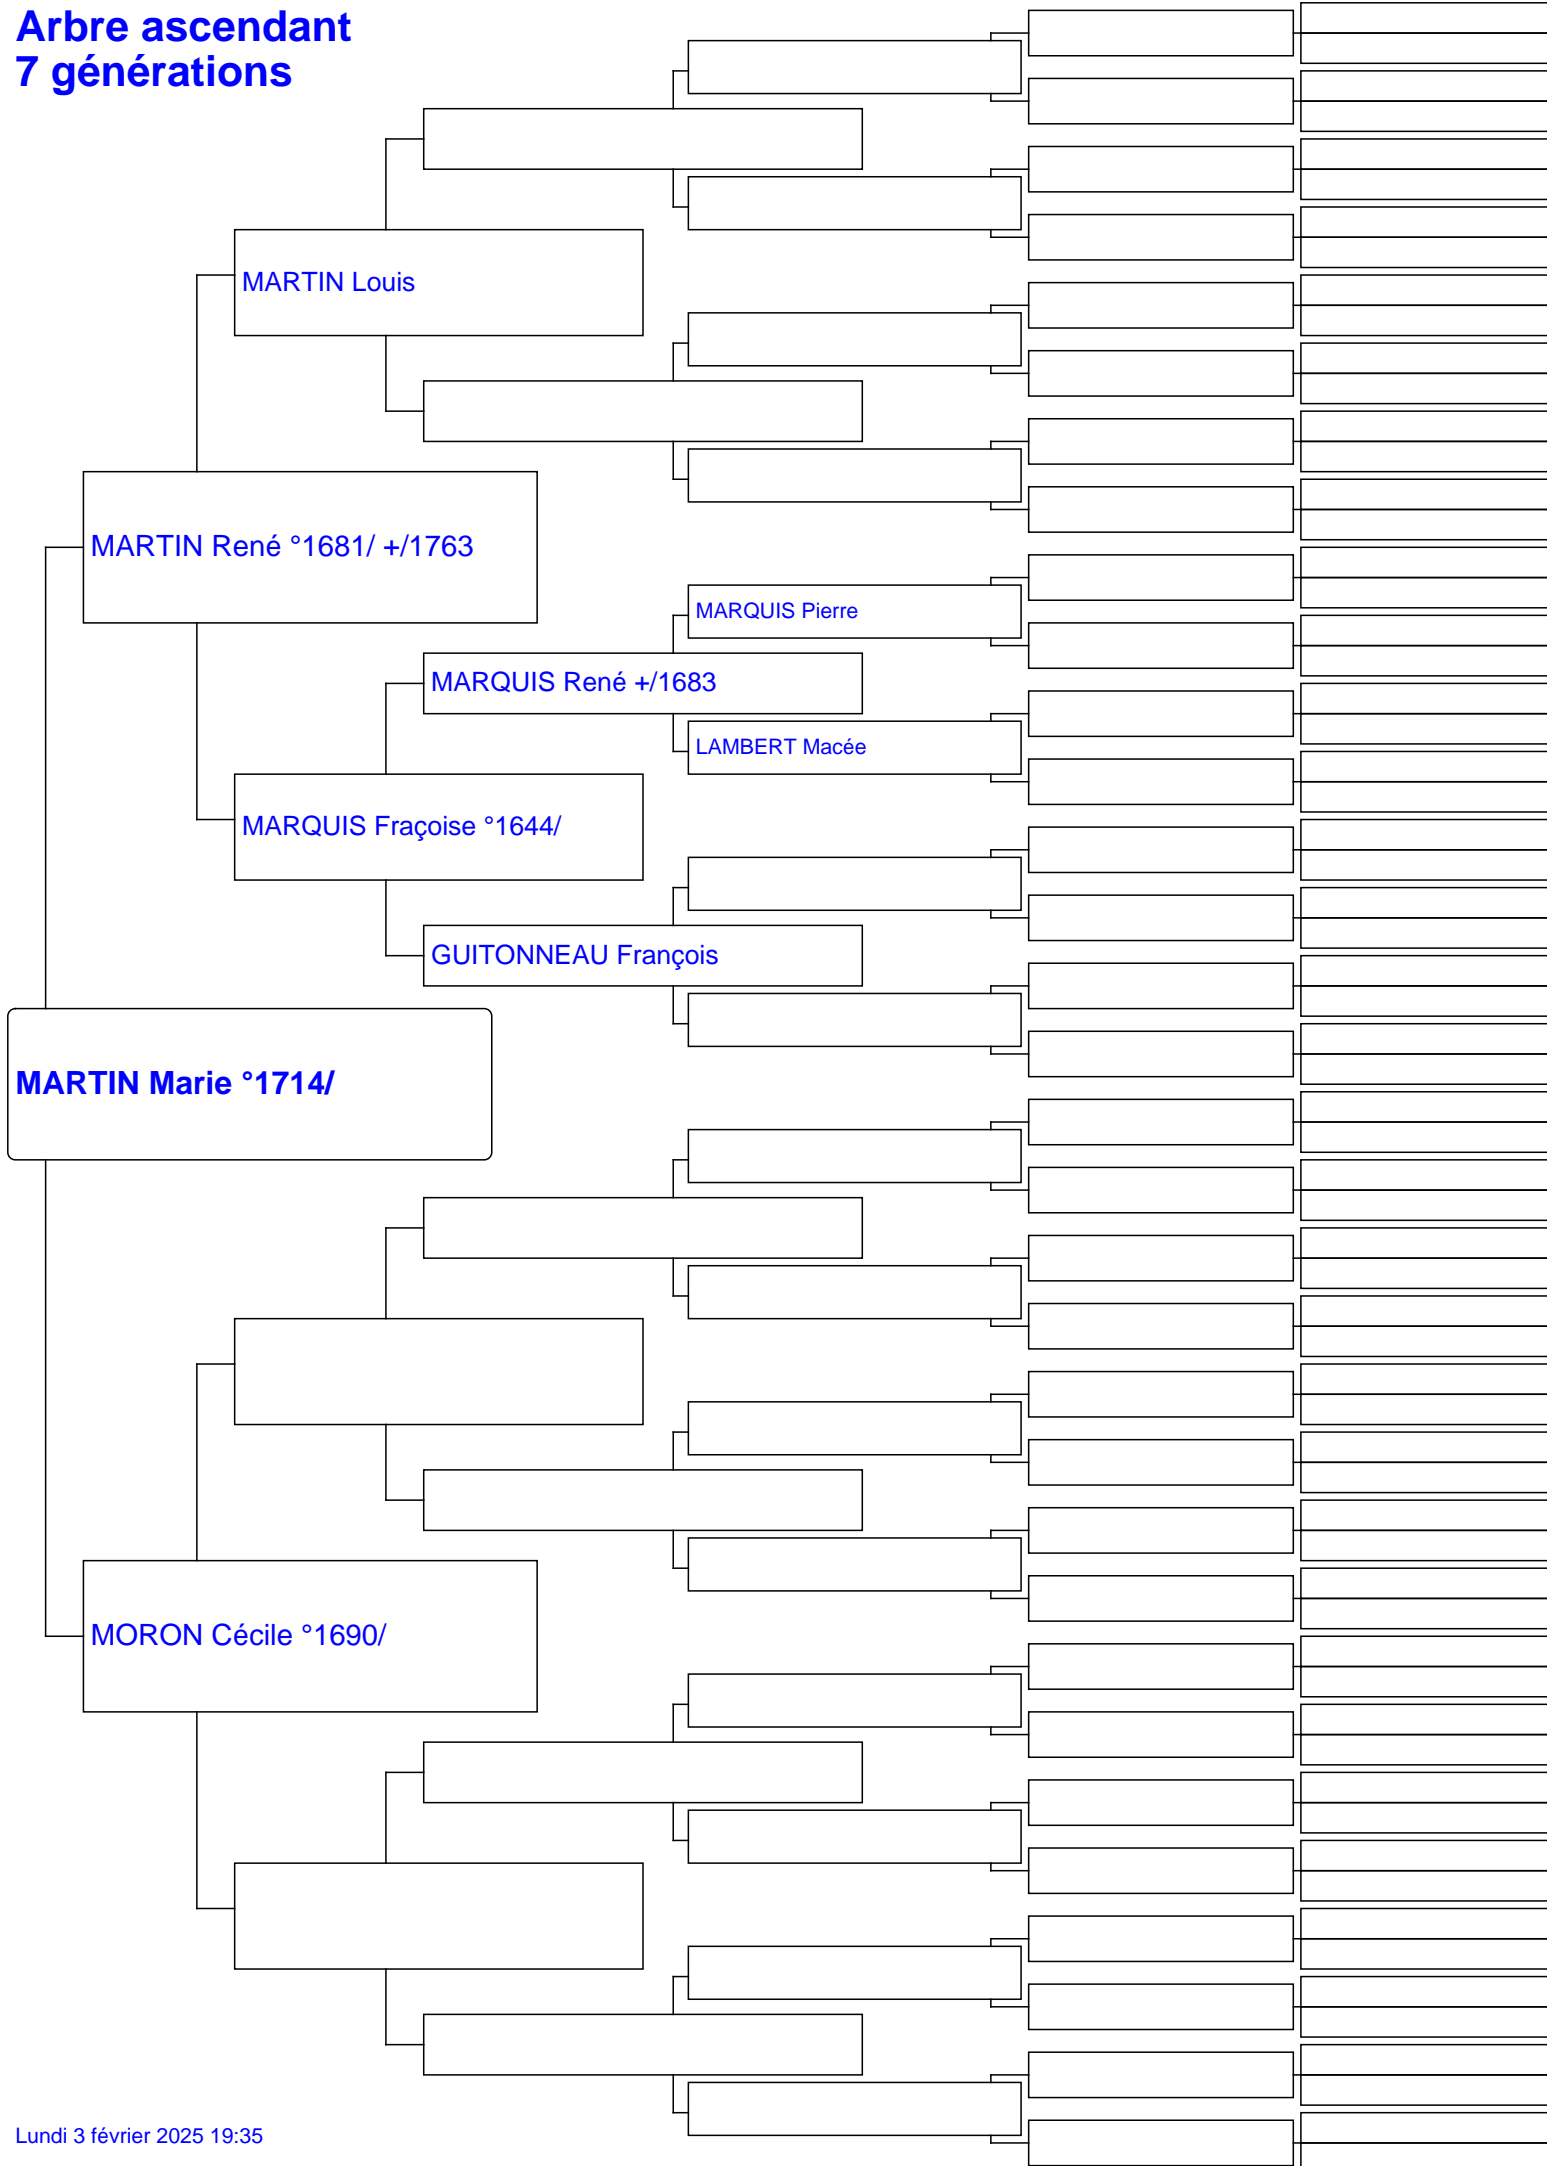 Arbre ascendant
7 générations
MARTIN Louis
MARTIN René °1681/ +/1763
MARQUIS Pierre
MARQUIS René +/1683
LAMBERT Macée
MARQUIS Fraçoise °1644/
GUITONNEAU François
MARTIN Marie °1714/
MORON Cécile °1690/
Lundi 3 février 2025 19:35